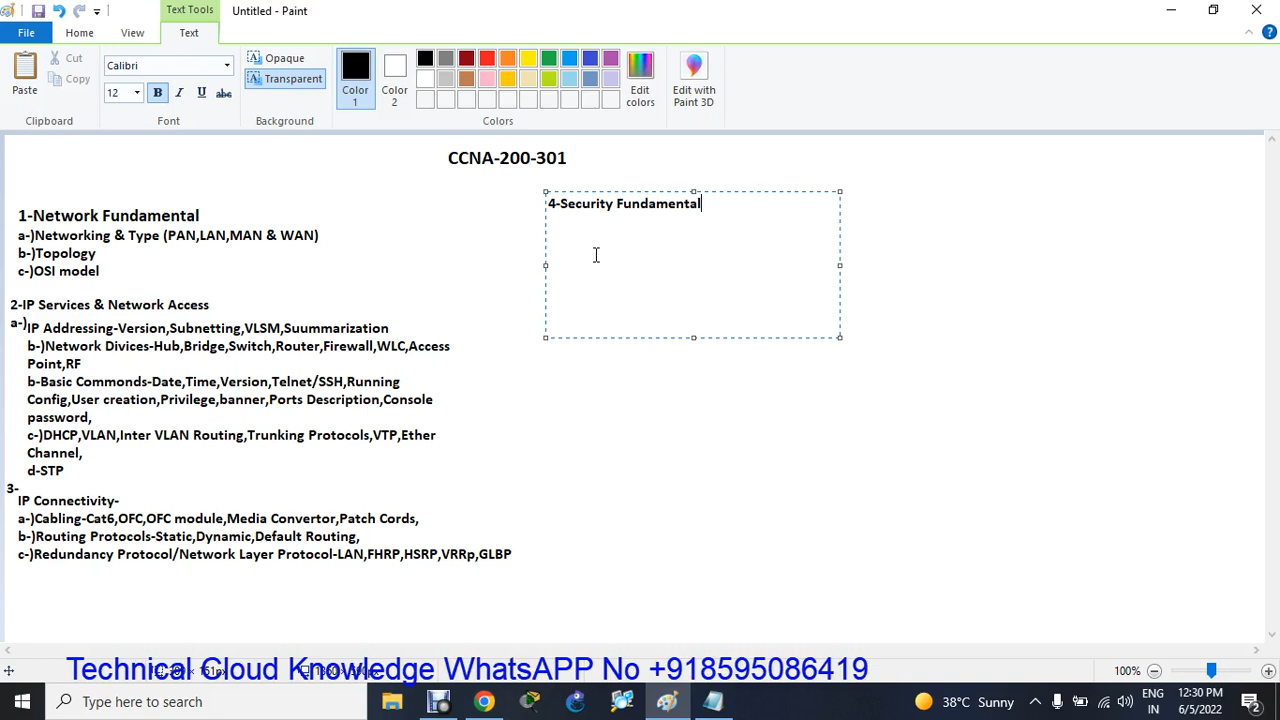 Text Tools
Untitled - Paint
File
Home
View
Text
Paste
Cut
Copy
Clipboard
Calibri
12
B
I
U
abc
Font
Opaque
Transparent
Background
Color 1
Color 2
Edit colors
Colors
Edit with Paint 3D
CCNA-200-301
1-Network Fundamental
a-)Networking & Type (PAN,LAN,MAN & WAN)
b-)Topology
c-)OSI model
2-IP Services & Network Access
a-)
IP Addressing-Version,Subnetting,VLSM,Suummarization
b-)Network Divices-Hub,Bridge,Switch,Router,Firewall,WLC,Access
Point,RF
b-Basic Commonds-Date,Time,Version,Telnet/SSH,Running
Config,User creation,Privilege,banner,Ports Description,Console
password,
c-)DHCP,VLAN,Inter VLAN Routing,Trunking Protocols,VTP,Ether
Channel,
d-STP
3-
IP Connectivity-
a-)Cabling-Cat6,OFC,OFC module,Media Convertor,Patch Cords,
b-)Routing Protocols-Static,Dynamic,Default Routing,
c-)Redundancy Protocol/Network Layer Protocol-LAN,FHRP,HSRP,VRRp,GLBP
4-Security Fundamental
Technical Cloud Knowledge WhatsAPP No +918595086419
100%
Type here to search
38°C Sunny
ENG
IN
12:30 PM
6/5/2022
2